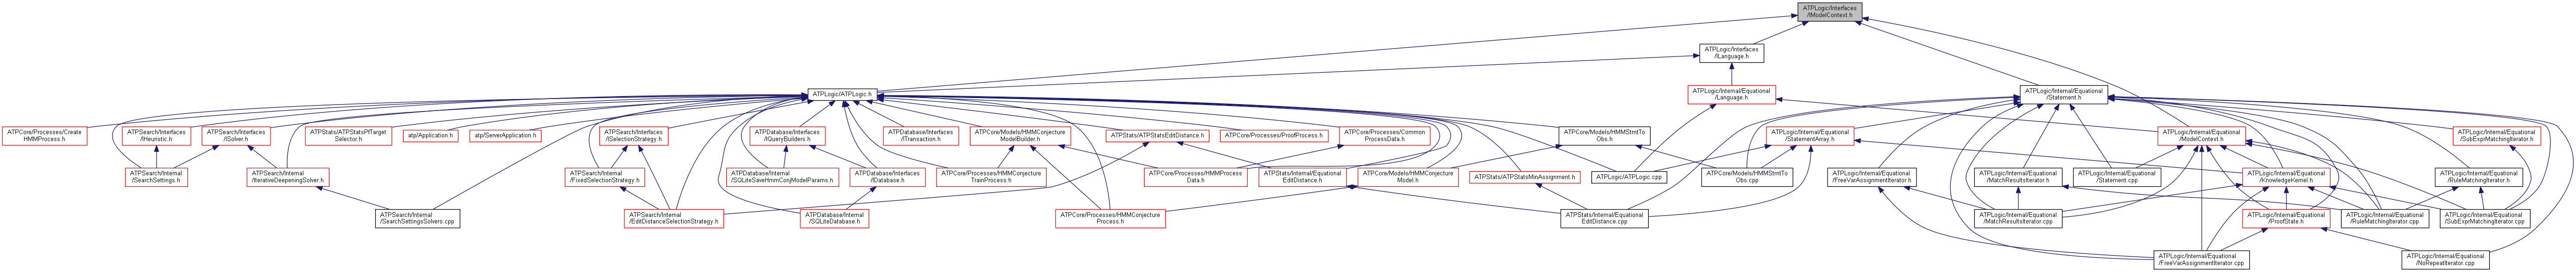 ATPLogic/Interfaces
/IModelContext.h
ATPLogic/Interfaces
/ILanguage.h
ATPLogic/ATPLogic.h
ATPLogic/Internal/Equational
/Language.h
ATPLogic/Internal/Equational
/Statement.h
ATPCore/Processes/Create
HMMProcess.h
ATPSearch/Interfaces
/IHeuristic.h
ATPSearch/Interfaces
/ISolver.h
ATPStats/ATPStatsPfTarget
Selector.h
atp/Application.h
atp/ServerApplication.h
ATPSearch/Interfaces
/ISelectionStrategy.h
ATPDatabase/Interfaces
/IQueryBuilders.h
ATPDatabase/Interfaces
/ITransaction.h
ATPCore/Models/HMMConjecture
ModelBuilder.h
ATPStats/ATPStatsEditDistance.h
ATPCore/Processes/ProofProcess.h
ATPCore/Processes/Common
ProcessData.h
ATPCore/Models/HMMStmtTo
Obs.h
ATPLogic/Internal/Equational
/StatementArray.h
ATPLogic/Internal/Equational
/ModelContext.h
ATPLogic/Internal/Equational
/SubExprMatchingIterator.h
ATPSearch/Internal
/SearchSettings.h
ATPSearch/Internal
/IterativeDeepeningSolver.h
ATPSearch/Internal
/FixedSelectionStrategy.h
ATPDatabase/Internal
/SQLiteSaveHmmConjModelParams.h
ATPDatabase/Interfaces
/IDatabase.h
ATPCore/Processes/HMMConjecture
TrainProcess.h
ATPCore/Processes/HMMProcess
Data.h
ATPStats/Internal/Equational
EditDistance.h
ATPCore/Models/HMMConjecture
Model.h
ATPStats/ATPStatsMinAssignment.h
ATPLogic/ATPLogic.cpp
ATPCore/Models/HMMStmtTo
Obs.cpp
ATPLogic/Internal/Equational
/FreeVarAssignmentIterator.h
ATPLogic/Internal/Equational
/MatchResultsIterator.h
ATPLogic/Internal/Equational
/Statement.cpp
ATPLogic/Internal/Equational
/KnowledgeKernel.h
ATPLogic/Internal/Equational
/RuleMatchingIterator.h
ATPSearch/Internal
/SearchSettingsSolvers.cpp
ATPSearch/Internal
/EditDistanceSelectionStrategy.h
ATPDatabase/Internal
/SQLiteDatabase.h
ATPCore/Processes/HMMConjecture
Process.h
ATPStats/Internal/Equational
EditDistance.cpp
ATPLogic/Internal/Equational
/MatchResultsIterator.cpp
ATPLogic/Internal/Equational
/ProofState.h
ATPLogic/Internal/Equational
/RuleMatchingIterator.cpp
ATPLogic/Internal/Equational
/SubExprMatchingIterator.cpp
ATPLogic/Internal/Equational
/FreeVarAssignmentIterator.cpp
ATPLogic/Internal/Equational
/NoRepeatIterator.cpp